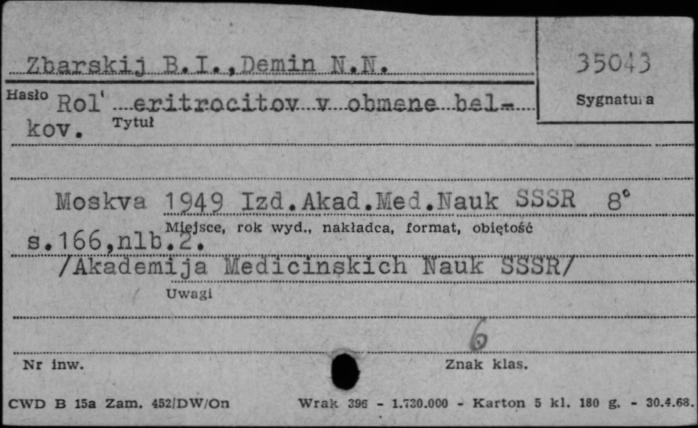 Zbarskij B.I.,Demin N.N.
35043
Hasło
Sygnatura
Rol' eritrocitov v obmene bel-
kov.
Tytuł
Moskva 1949 Izd.Akad.Med.Nauk SSSR 8°
Miejsce, rok wyd., nakładca, format, objętość
s.166,nlb.2.
/Akademija Medicinskich Nauk SSSR/
Uwagi
6
Nr inw.
Znak klas.
CWD B 15a Zam. 452/DW/On
Wrak 396 - 1.730.000 - Karton 5 kl. 180 g. - 30.4.68.